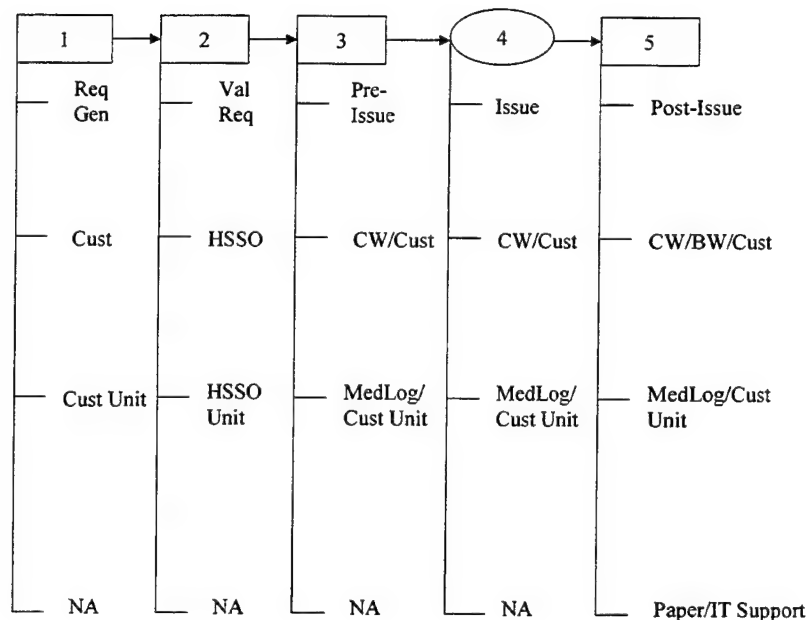 1 2 3 4 5
Req
Gen
Val
Req
Pre-
Issue
Issue
Post-Issue
Cust
HSSO
CW/Cust
CW/Cust
CW/BW/Cust
Cust Unit
HSSO
Unit
MedLog/
Cust Unit
MedLog/
Cust Unit
MedLog/Cust
Unit
NA
NA
NA
NA
Paper/IT Support